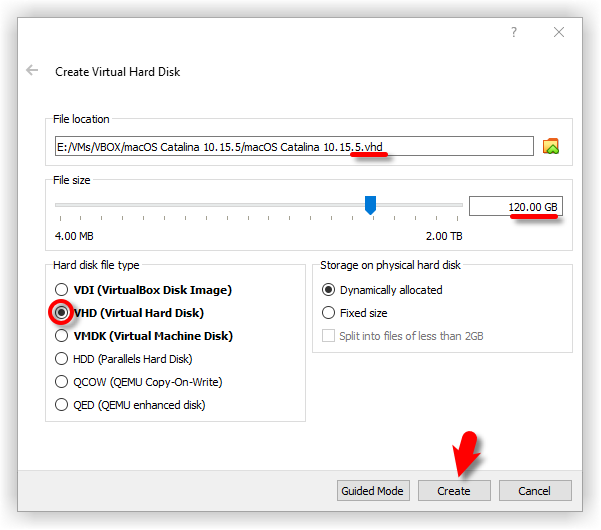 ?
Create Virtual Hard Disk
File location
E:/VMs/VBOX/macOS Catalina 10.15.5/macOS Catalina 10.15.5.vhd
File size
120.00 GB
4.00 MB 2.00 TB
Hard disk file type
Storage on physical hard disk
VDI (VirtualBox Disk Image)
VHD (Virtual Hard Disk)
VMDK (Virtual Machine Disk)
HDD (Parallels Hard Disk)
QCOW (QEMU Copy-On-Write)
QED (QEMU enhanced disk)
Dynamically allocated
Fixed size
Split into files of less than 2GB
Guided Mode Create Cancel